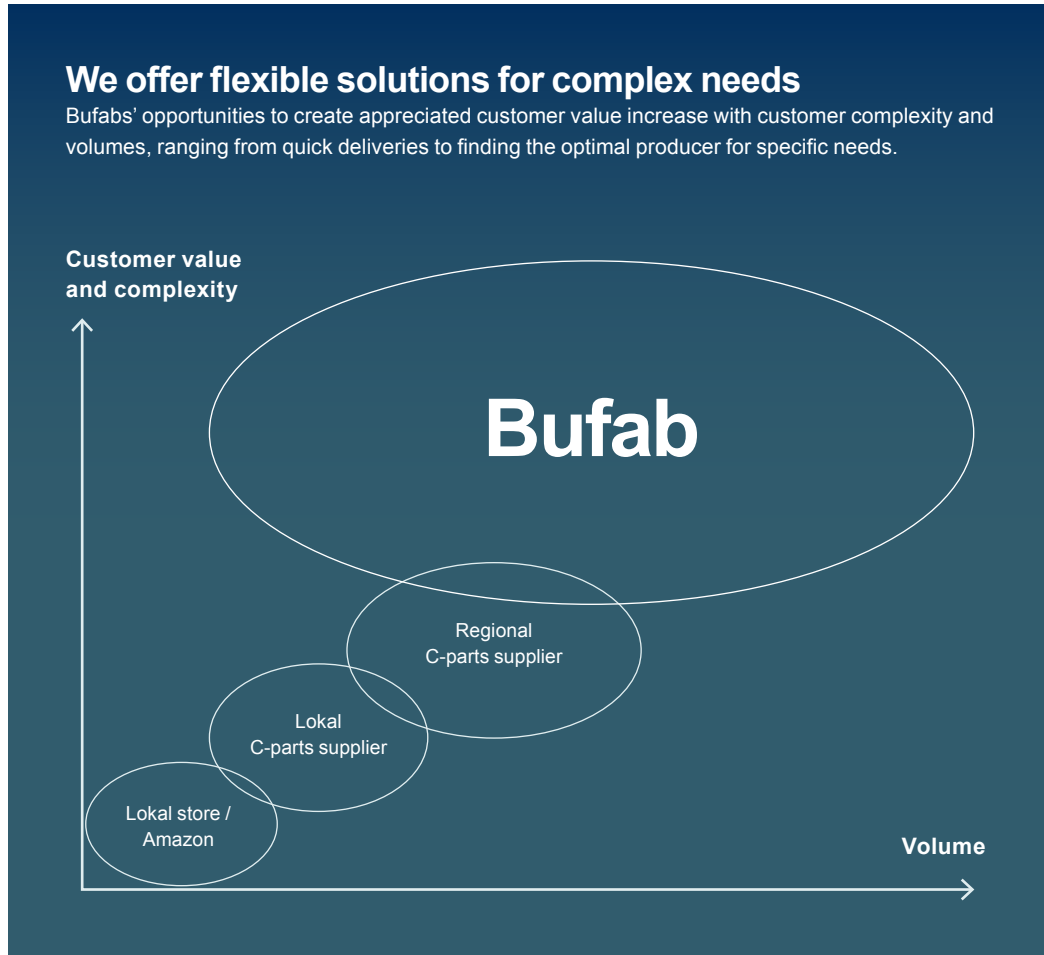 We offer flexible solutions for complex needs
Bufabs’ opportunities to create appreciated customer value increase with customer complexity and
volumes, ranging from quick deliveries to finding the optimal producer for specific needs.
Customer value
and complexity
Bufab
Regional
C-parts supplier
Lokal
C-parts supplier
Lokal store /
Amazon
Volume